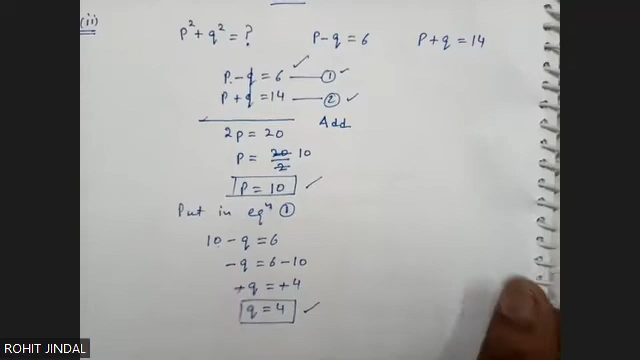 (ii)
P² + q² = ? P - q = 6 P + q = 14
P - q = 6 ① ✓
P + q = 14 ② ✓
Add
2P = 20
P = 20/2 10
P = 10 ✓
Put in eqⁿ ①
10 - q = 6
- q = 6 - 10
+q = +4
q = 4 ✓
ROHIT JINDAL